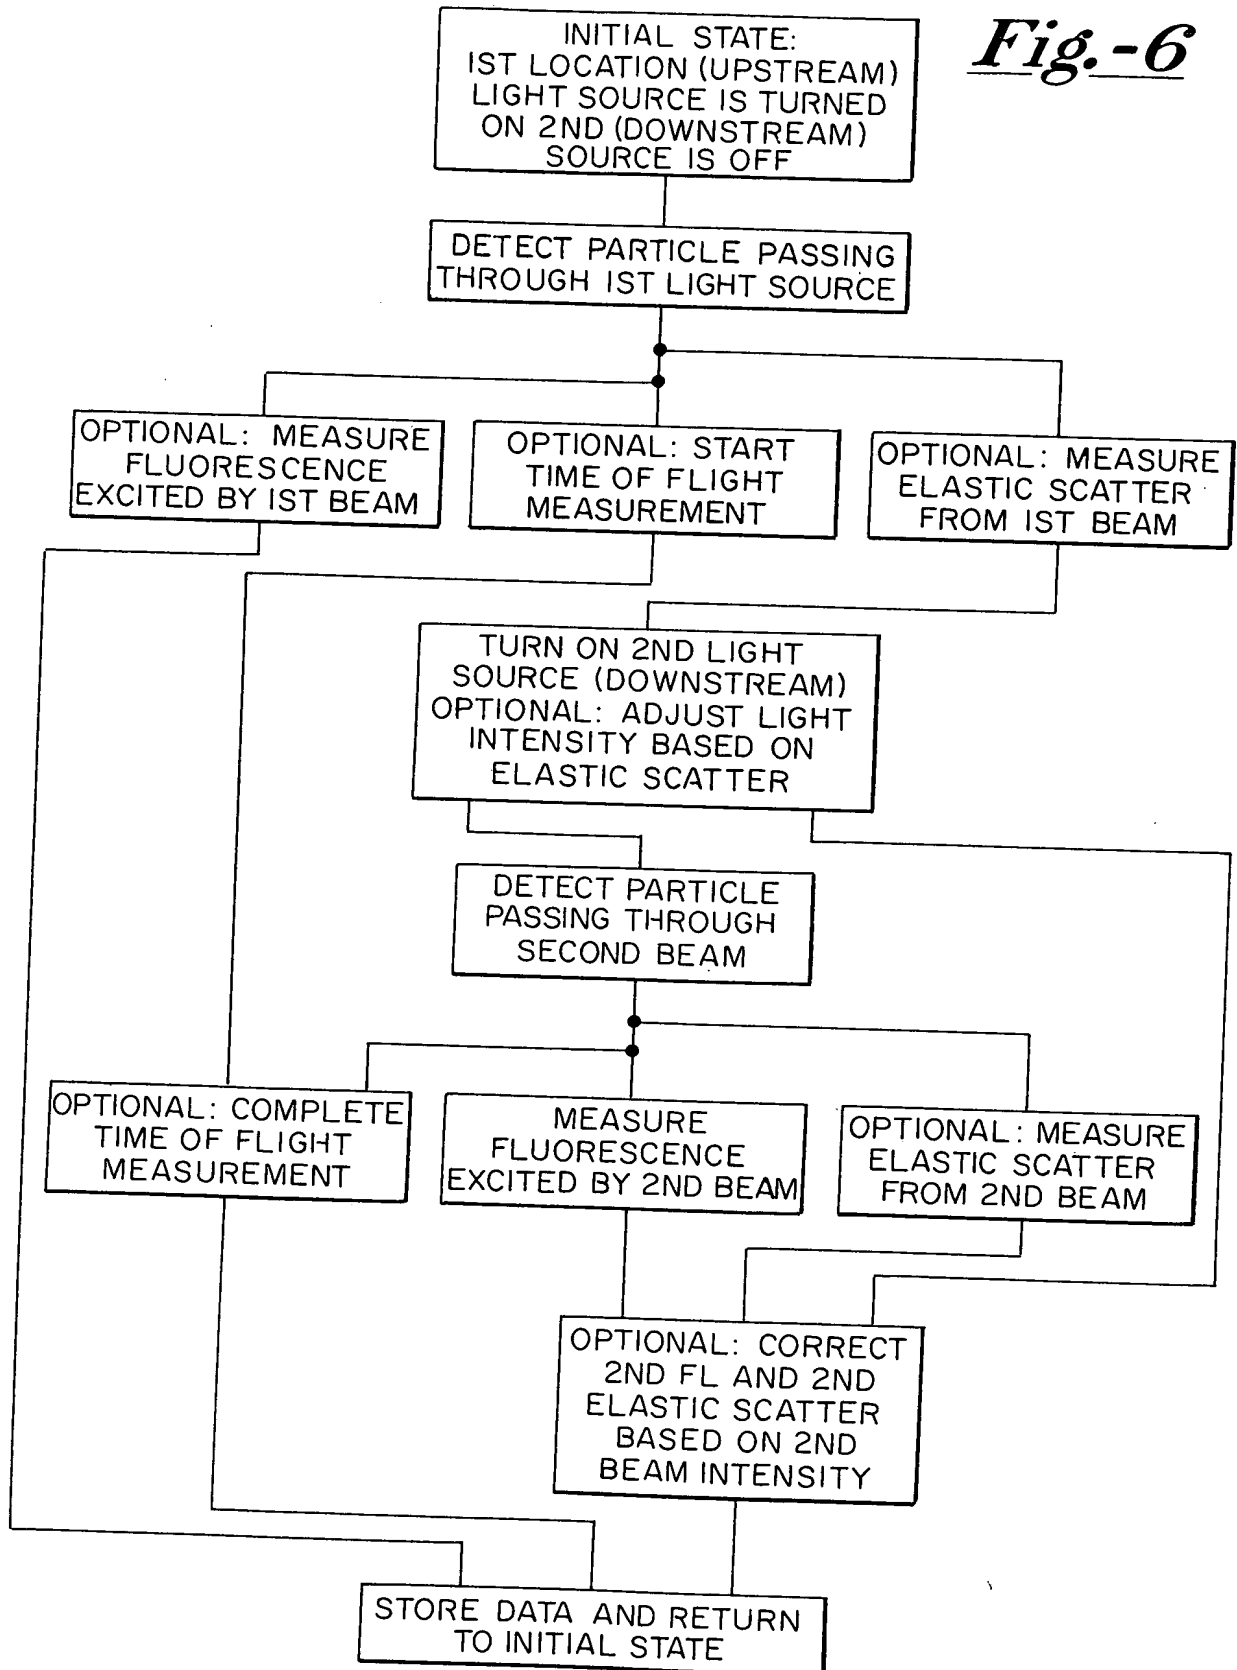 Fig.-6
INITIAL STATE:
IST LOCATION (UPSTREAM)
LIGHT SOURCE IS TURNED
ON 2ND (DOWNSTREAM)
SOURCE IS OFF
DETECT PARTICLE PASSING
THROUGH IST LIGHT SOURCE
OPTIONAL: MEASURE
FLUORESCENCE
EXCITED BY IST BEAM
OPTIONAL: START
TIME OF FLIGHT
MEASUREMENT
OPTIONAL: MEASURE
ELASTIC SCATTER
FROM IST BEAM
TURN ON 2ND LIGHT
SOURCE (DOWNSTREAM)
OPTIONAL: ADJUST LIGHT
INTENSITY BASED ON
ELASTIC SCATTER
DETECT PARTICLE
PASSING THROUGH
SECOND BEAM
OPTIONAL: COMPLETE
TIME OF FLIGHT
MEASUREMENT
MEASURE
FLUORESCENCE
EXCITED BY 2ND BEAM
OPTIONAL: MEASURE
ELASTIC SCATTER
FROM 2ND BEAM
OPTIONAL: CORRECT
2ND FL AND 2ND
ELASTIC SCATTER
BASED ON 2ND
BEAM INTENSITY
STORE DATA AND RETURN
TO INITIAL STATE